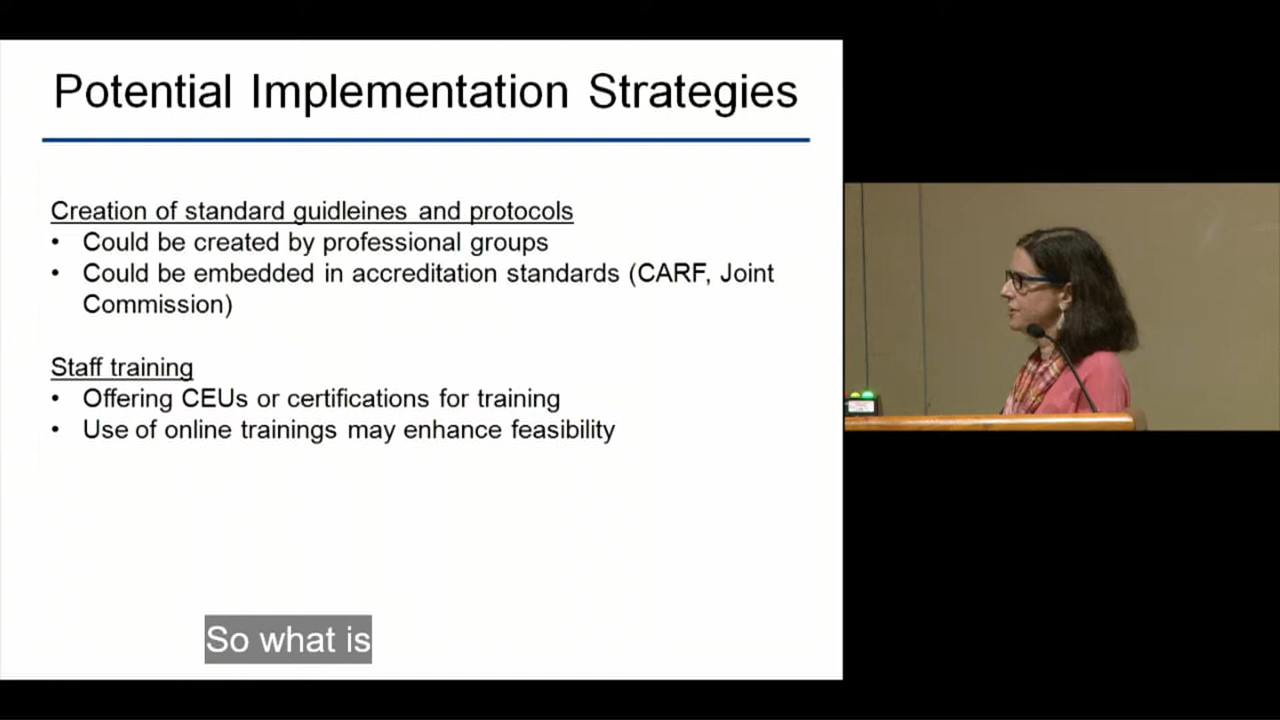 Potential Implementation Strategies
Creation of standard guidleines and protocols
• Could be created by professional groups
• Could be embedded in accreditation standards (CARF, Joint
Commission)
Staff training
• Offering CEUs or certifications for training
• Use of online trainings may enhance feasibility
So what is